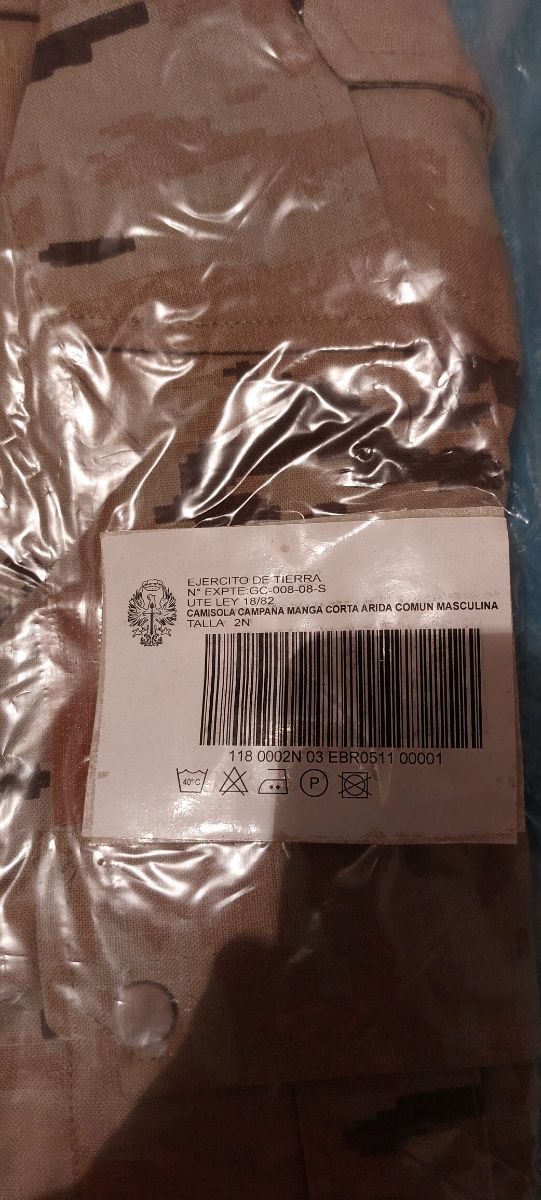 EJERCITO DE TIERRA
N° EXPTE:GC-008-08-S
UTE LEY 18/82
CAMISOLA CAMPAÑA MANGA CORTA ARIDA COMUN MASCULINA
TALLA 2N
118 0002N 03 EBR0511 00001
40°C P